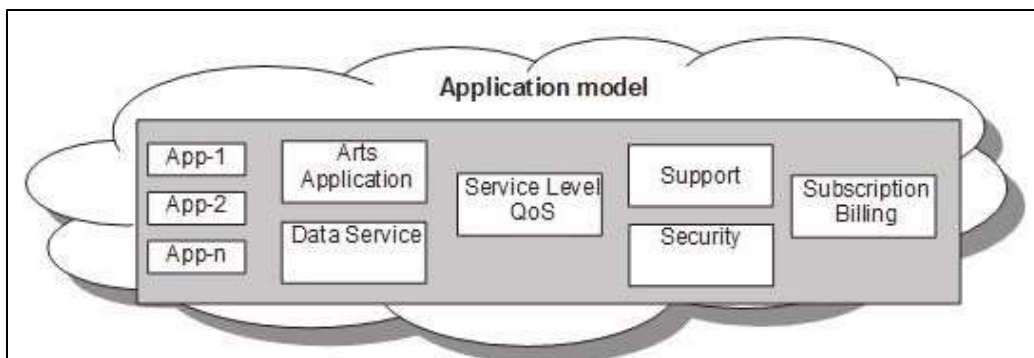 Application model
App-1
App-2
App-n
Arts
Application
Data Service
Service Level
QoS
Support
Security
Subscription
Billing